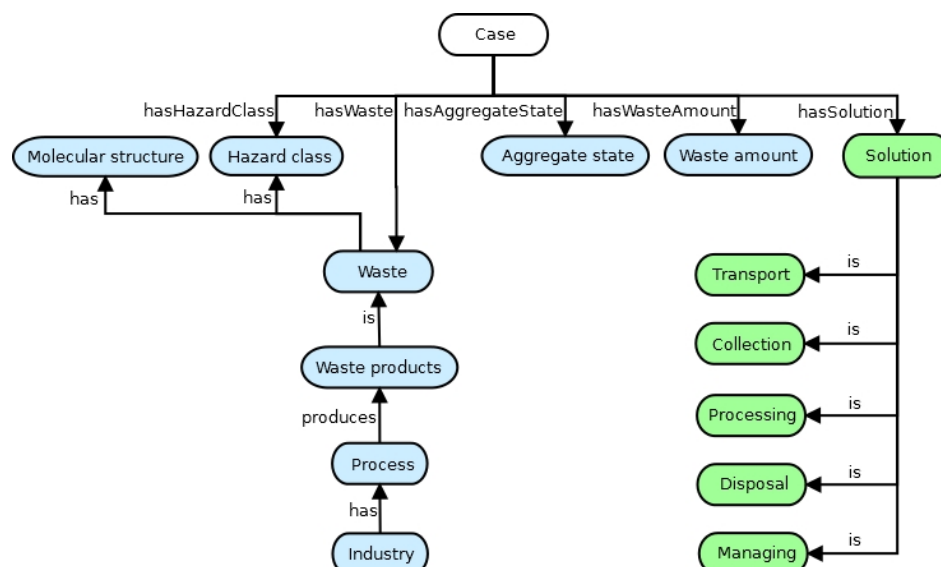 Case
hasHazardClass
hasWaste
hasAggregateState
hasWasteAmount
hasSolution
Molecular structure
Hazard class
Aggregate state
Waste amount
Solution
has
has
Waste
is
Transport
is
is
Collection
Waste products
is
Processing
produces
Process
is
Disposal
has
Industry
is
Managing